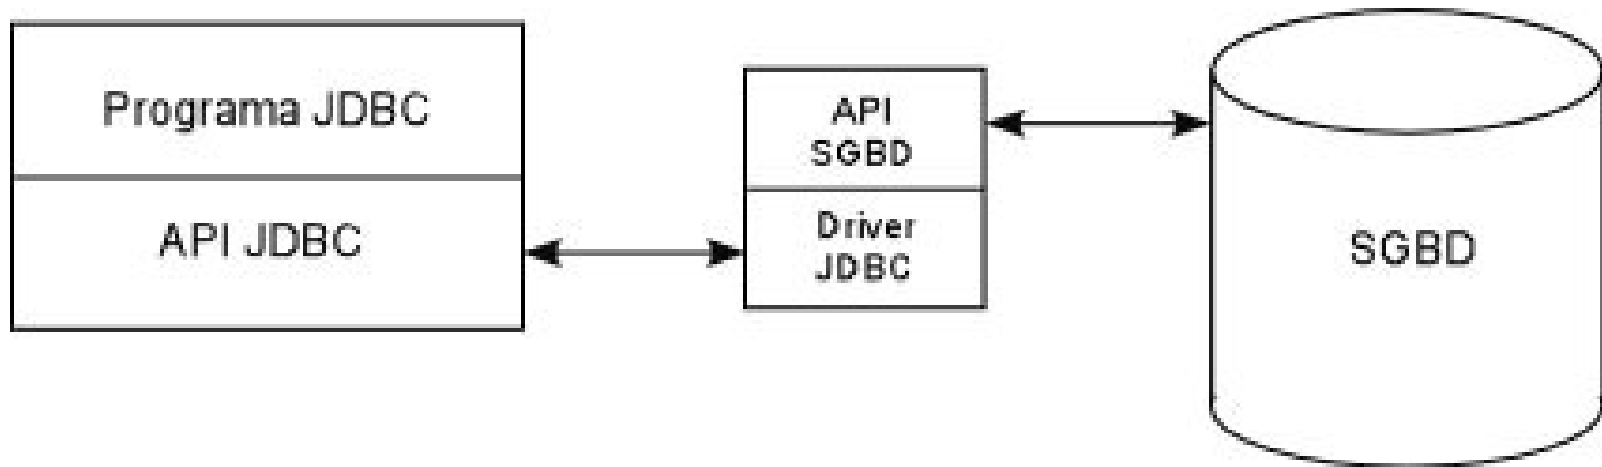 Programa JDBC
API JDBC
API
SGBD
Driver
JDBC
SGBD